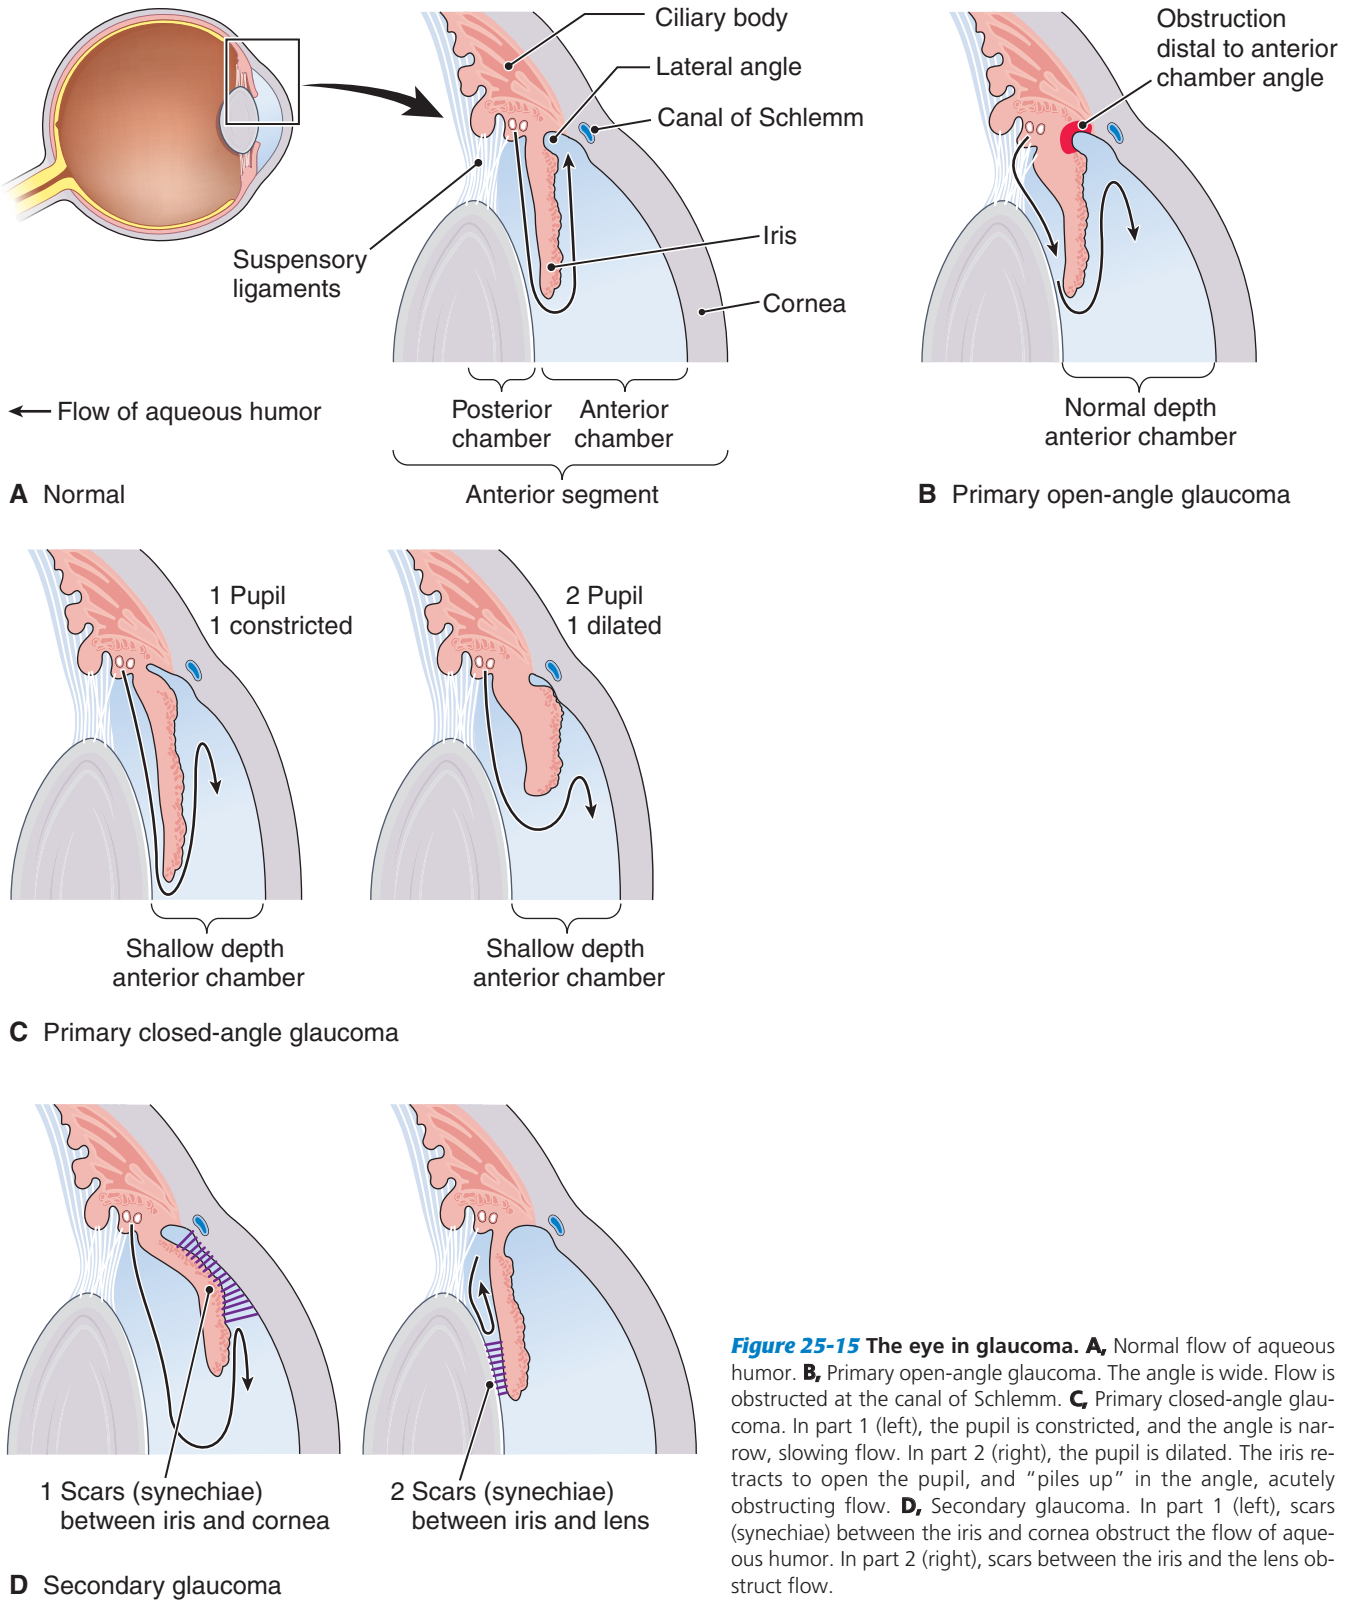 Ciliary body
Lateral angle
Canal of Schlemm
Suspensory
ligaments
Iris
Cornea
Flow of aqueous humor
Posterior
chamber
Anterior
chamber
Anterior segment
A Normal
Obstruction
distal to anterior
chamber angle
Normal depth
anterior chamber
B Primary open-angle glaucoma
1 Pupil
1 constricted
2 Pupil
1 dilated
Shallow depth
anterior chamber
Shallow depth
anterior chamber
C Primary closed-angle glaucoma
1 Scars (synechiae)
between iris and cornea
2 Scars (synechiae)
between iris and lens
D Secondary glaucoma
Figure 25-15 The eye in glaucoma. A, Normal flow of aqueous
humor. B, Primary open-angle glaucoma. The angle is wide. Flow is
obstructed at the canal of Schlemm. C, Primary closed-angle glau-
coma. In part 1 (left), the pupil is constricted, and the angle is nar-
row, slowing flow. In part 2 (right), the pupil is dilated. The iris re-
tracts to open the pupil, and “piles up” in the angle, acutely
obstructing flow. D, Secondary glaucoma. In part 1 (left), scars
(synechiae) between the iris and cornea obstruct the flow of aque-
ous humor. In part 2 (right), scars between the iris and the lens ob-
struct flow.